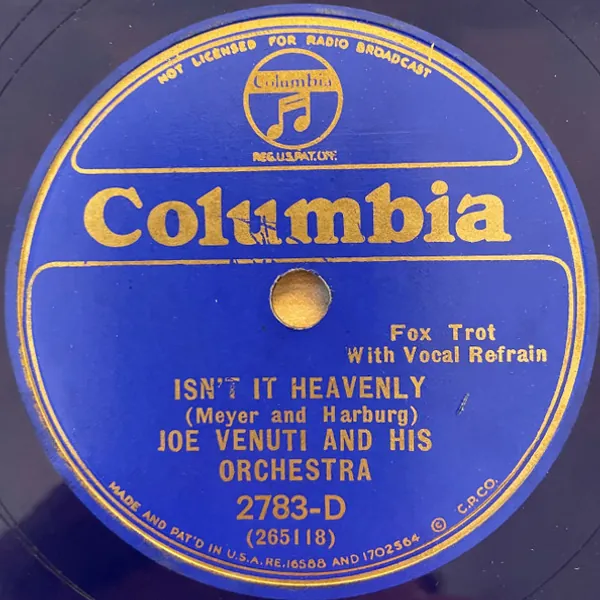 NOT LICENSED FOR RADIO BROADCAST
Columbia
REG.U.S.PAT.OFF.
Columbia
Fox Trot
With Vocal Refrain
ISN'T IT HEAVENLY
(Meyer and Harburg)
JOE VENUTI AND HIS
ORCHESTRA
2783-D
(265118)
MADE AND PAT'D IN U.S.A. RE.16588 AND 1702564 © C.P.CO.